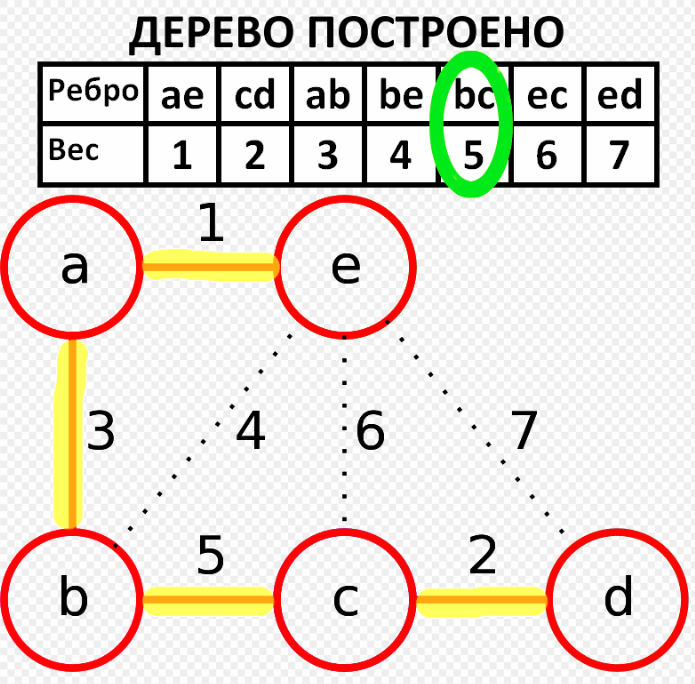 ДЕРЕВО ПОСТРОЕНО
Ребро ae cd ab be bc ec ed
Вес 1 2 3 4 5 6 7
1
a e
3 4 6 7
5 2
b c d